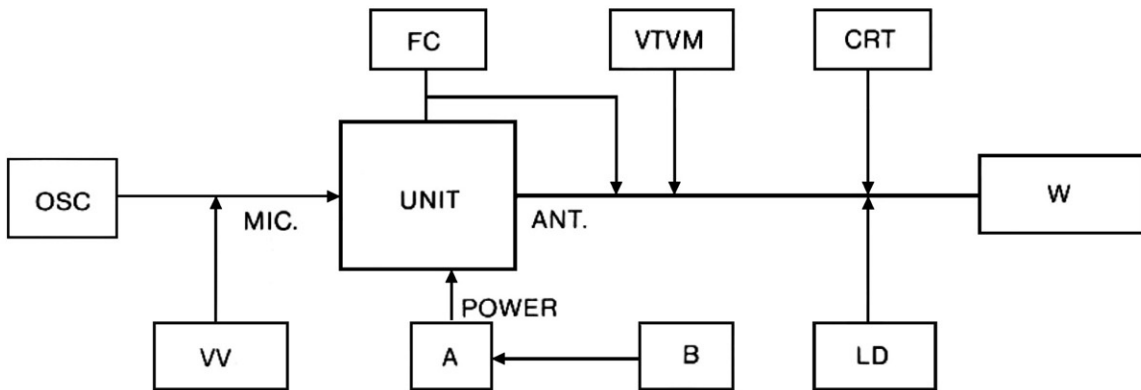 FC
VTVM
CRT
OSC
MIC.
UNIT
ANT.
W
VV
POWER
A
B
LD